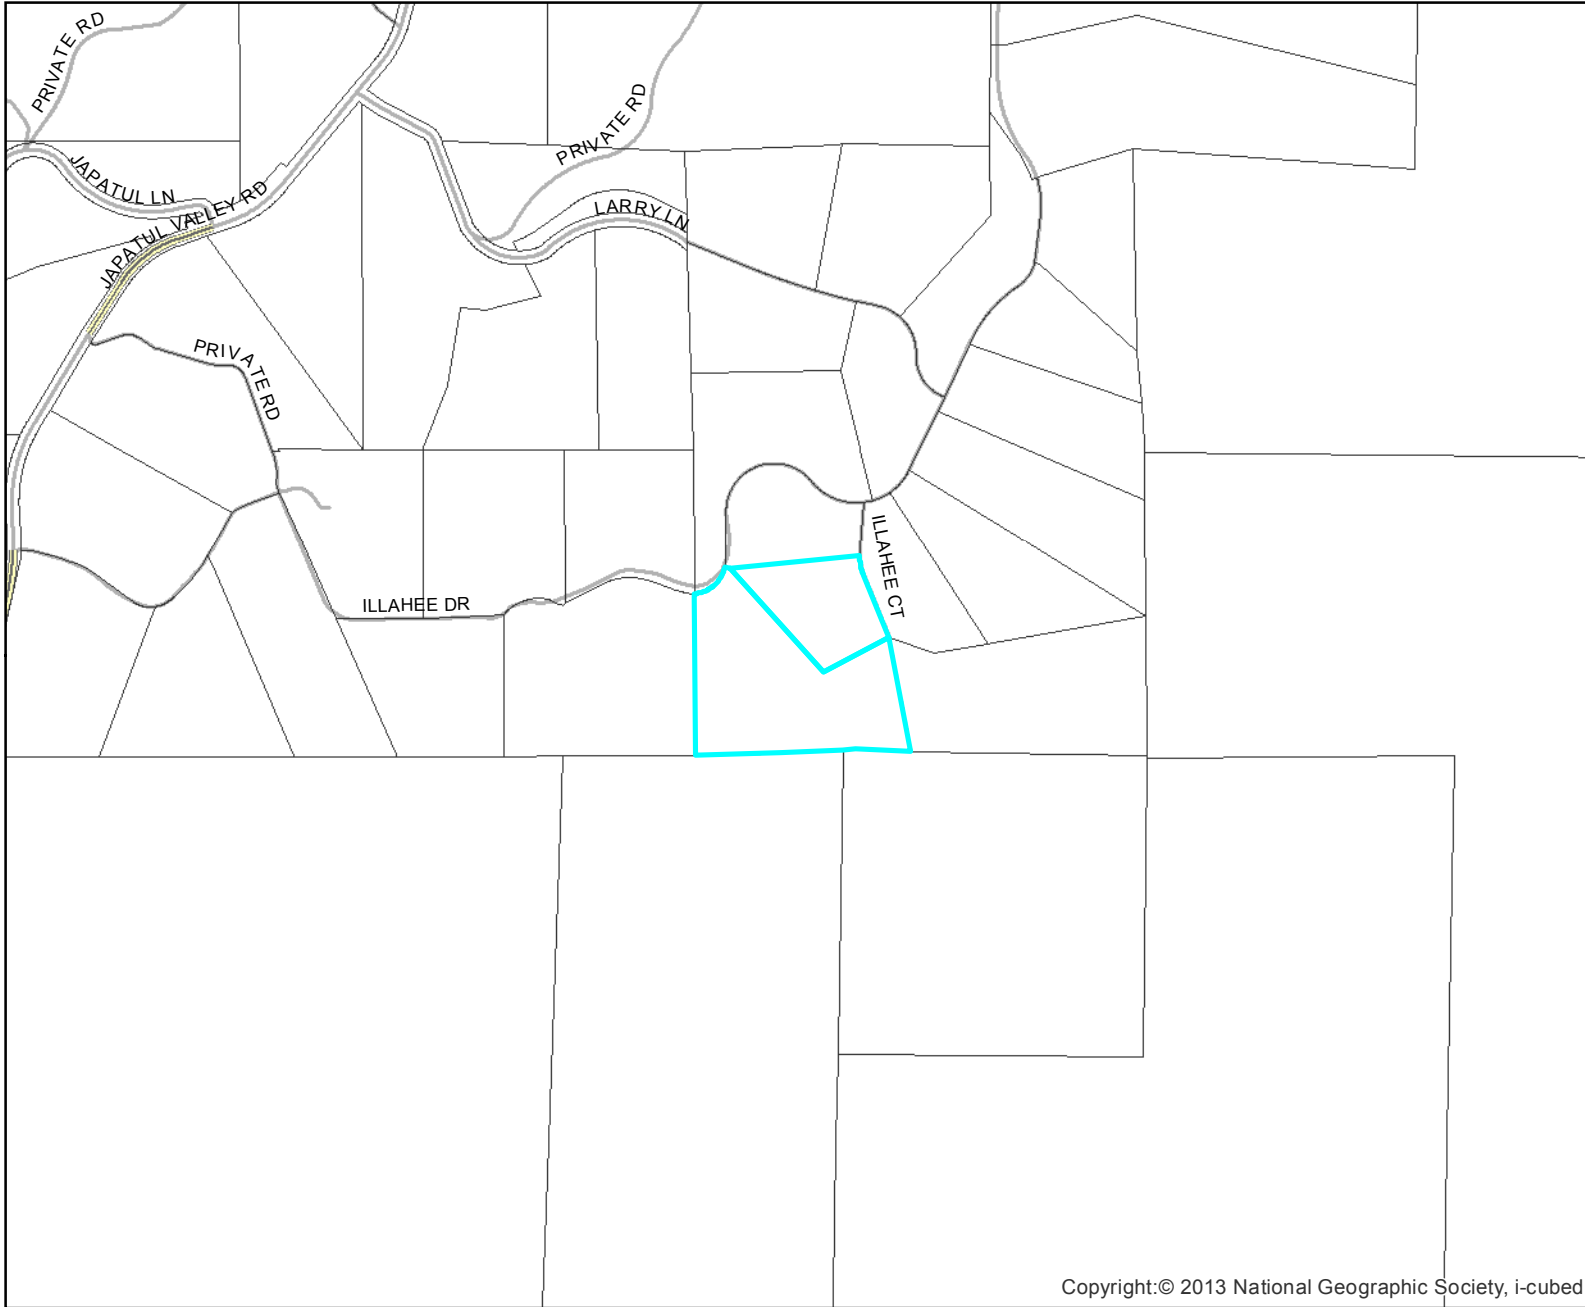 PRIVATE RD
PRIVATE RD
JAPATUL LN
JAPATUL VALLEY RD
LARRY LN
PRIVATE RD
ILLAHEE CT
ILLAHEE DR
Copyright:© 2013 National Geographic Society, i-cubed